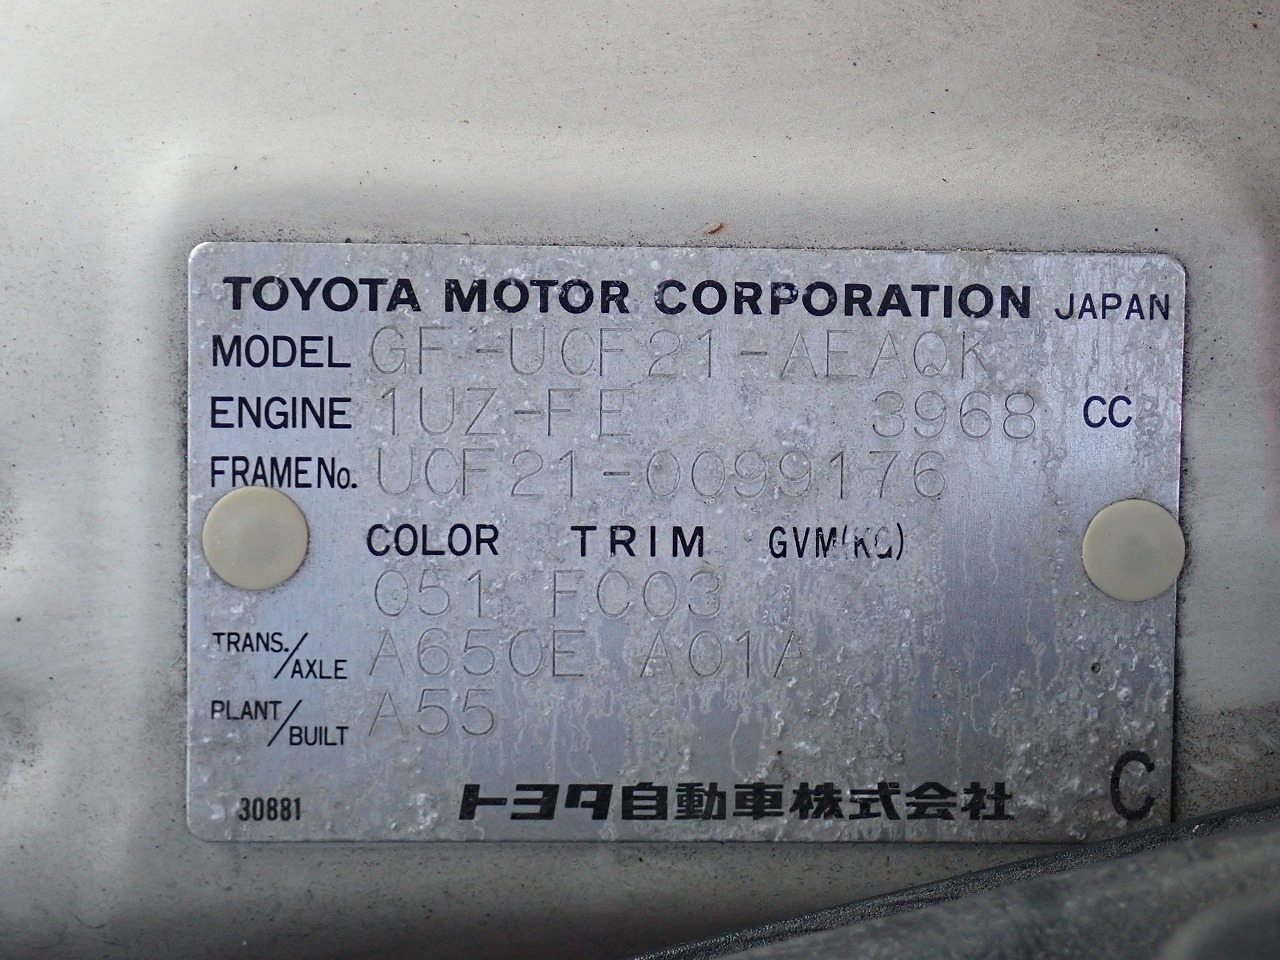 TOYOTA MOTOR CORPORATION JAPAN
MODEL GF-UCF21-AEAQK
ENGINE 1UZ-FE 3968 CC
FRAME No. UCF21-0099176
COLOR TRIM GVM(KG)
Q51 FC03
TRANS./AXLE A650E A01A
PLANT/BUILT A55
30881 トヨタ自動車株式会社 C